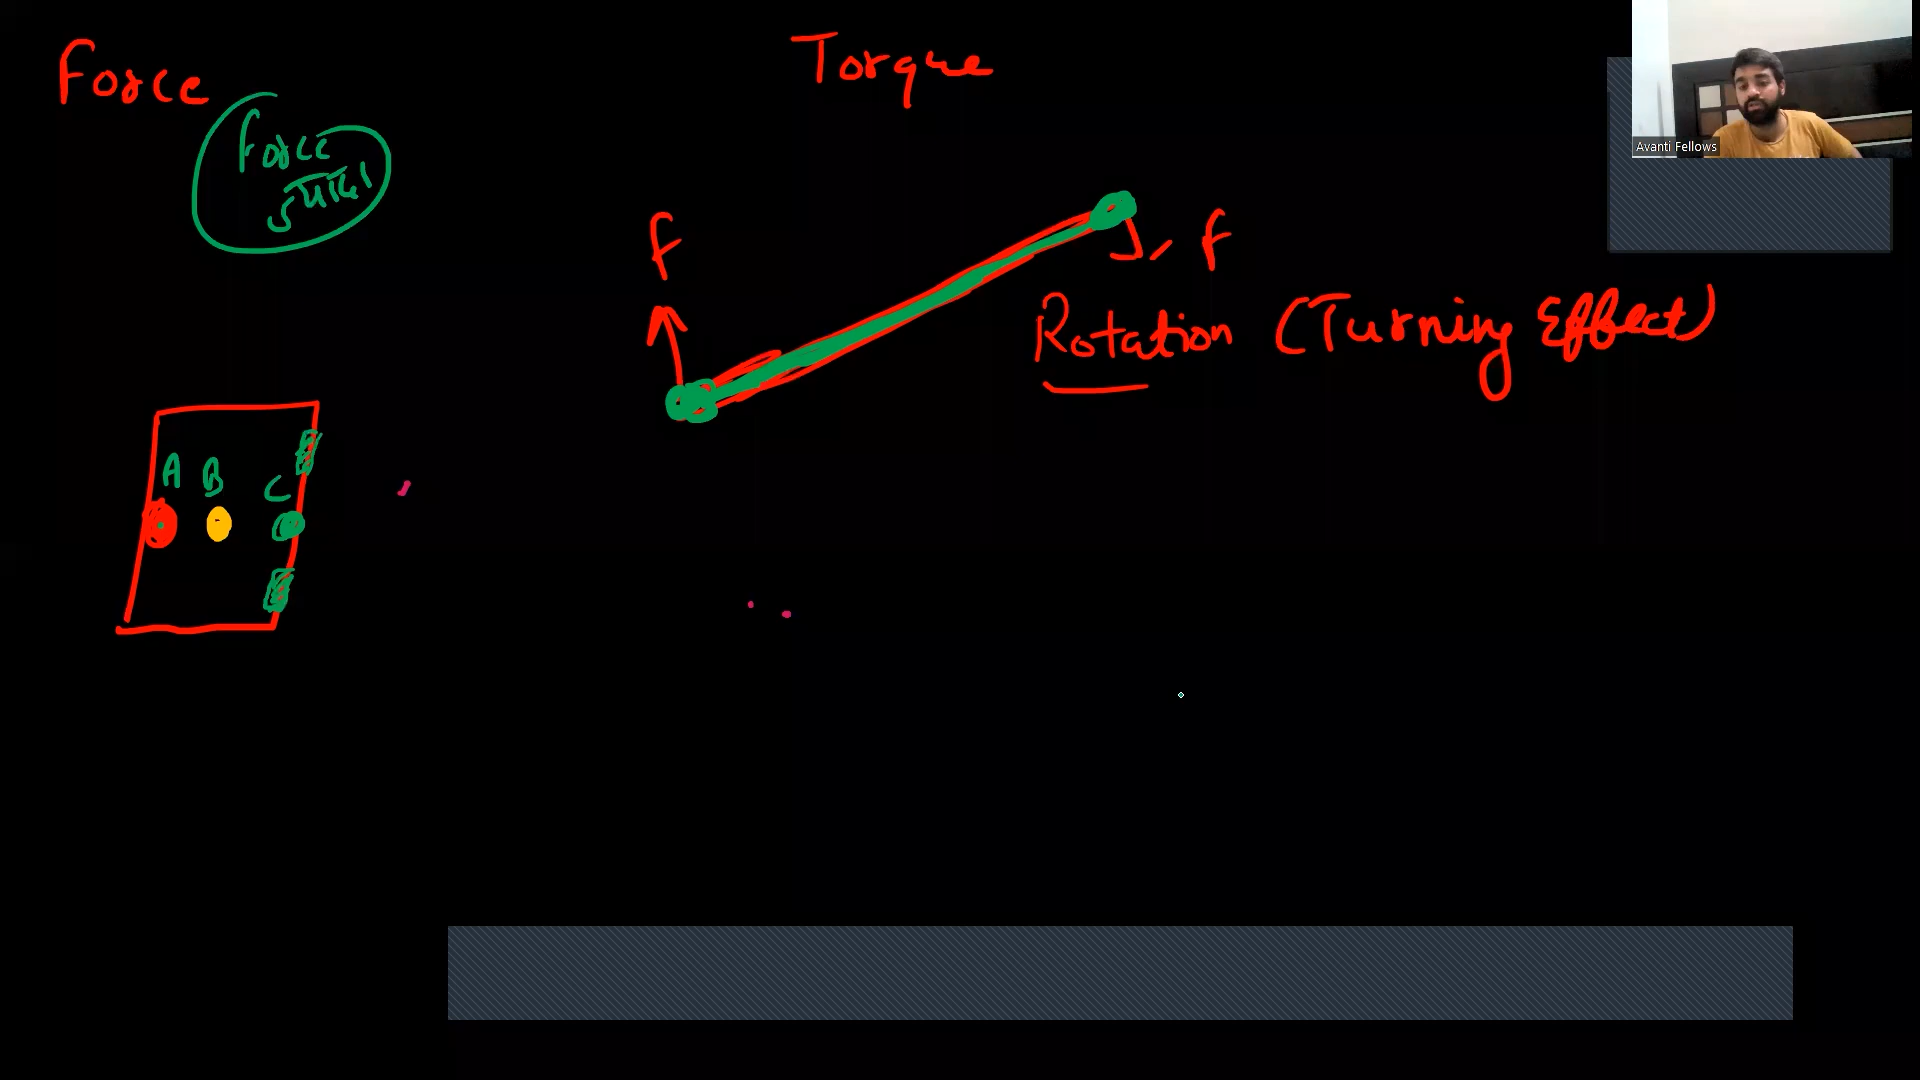 Force
Torque
Force
Avanti Fellows
F
F
Rotation (Turning Effect)
A B C